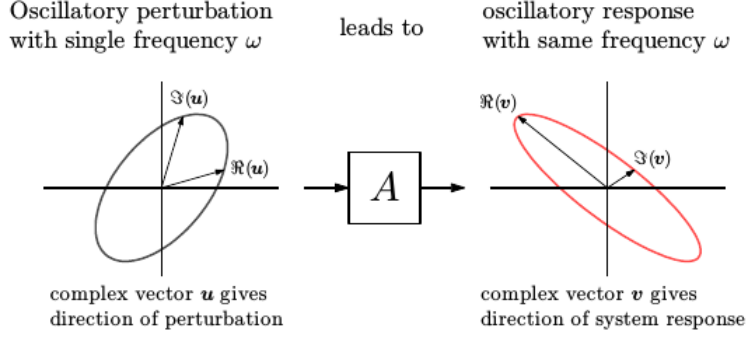 Oscillatory perturbation
with single frequency ω
leads to
oscillatory response
with same frequency ω
ℑ(u)
ℜ(u)
A
ℜ(v)
ℑ(v)
complex vector u gives
direction of perturbation
complex vector v gives
direction of system response